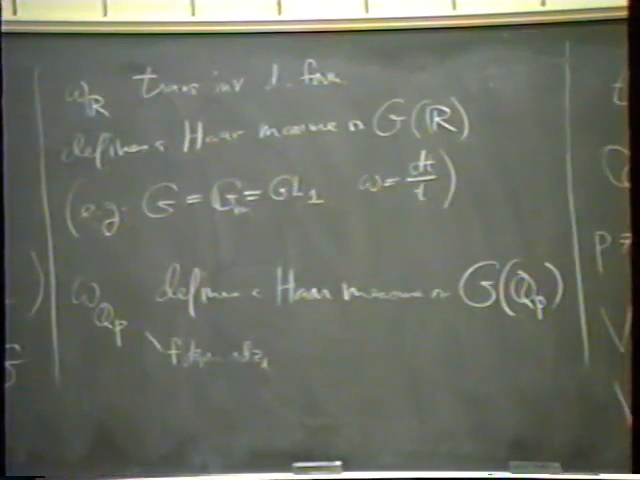 ω_R trans inv d. form
defines Haar measure on G(R)
(e.g. G = G_m = GL_1 ω = dt/t)
ω_{Q_p} defines Haar measure on G(Q_p)